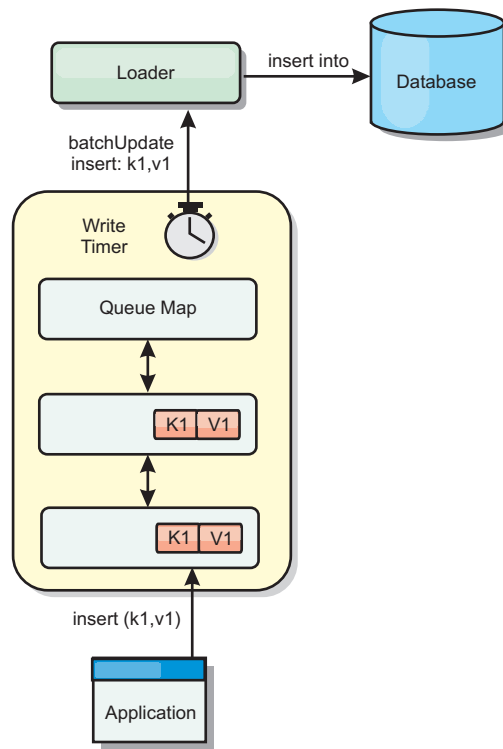 Loader
insert into
Database
batchUpdate
insert: k1,v1
Write
Timer
Queue Map
K1 V1
K1 V1
insert (k1,v1)
Application